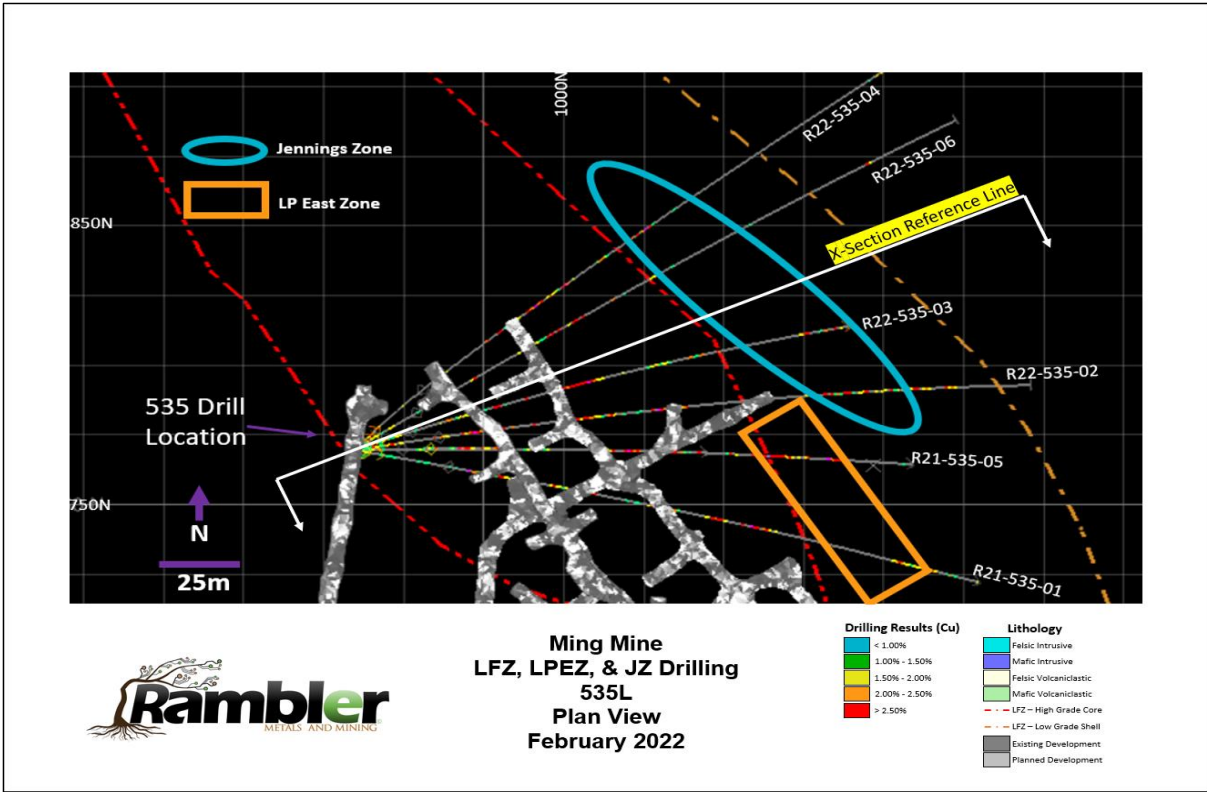 1000N
R22-535-04
Jennings Zone
R22-535-06
LP East Zone
X-Section Reference Line
850N
R22-535-03
R22-535-02
535 Drill
Location
R21-535-05
750N
N
25m
R21-535-01
Ming Mine
LFZ, LPEZ, & JZ Drilling
535L
Plan View
February 2022
Rambler
METALS AND MINING
Drilling Results (Cu)
< 1.00%
1.00% - 1.50%
1.50% - 2.00%
2.00% - 2.50%
> 2.50%
Lithology
Felsic Intrusive
Mafic Intrusive
Felsic Volcaniclastic
Mafic Volcaniclastic
LFZ – High Grade Core
LFZ – Low Grade Shell
Existing Development
Planned Development